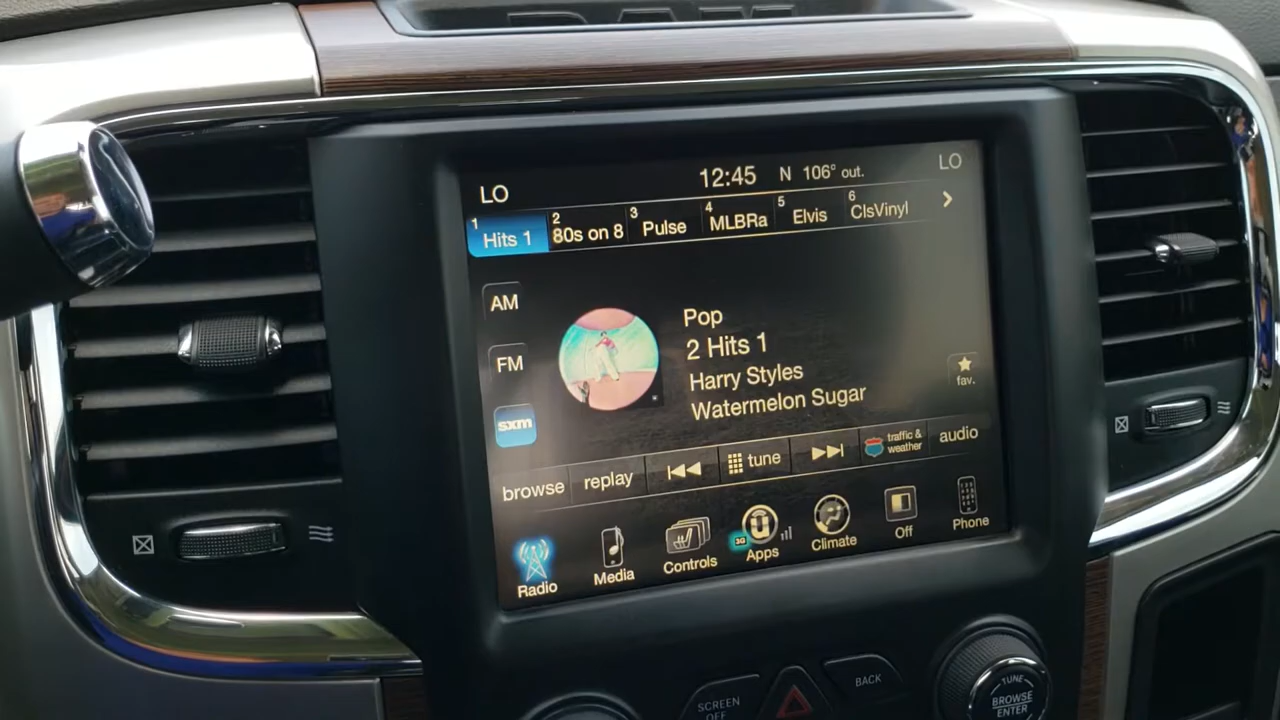 RAM
LO 12:45 N 106° out. LO
1 Hits 1 2 80s on 8 3 Pulse 4 MLBRa 5 Elvis 6 ClsVinyl
AM
FM
sxm
Pop
2 Hits 1
Harry Styles
Watermelon Sugar
fav.
browse replay tune traffic & weather audio
Radio Media Controls 3G Apps Climate Off Phone
SCREEN OFF
BACK
TUNE
BROWSE
ENTER